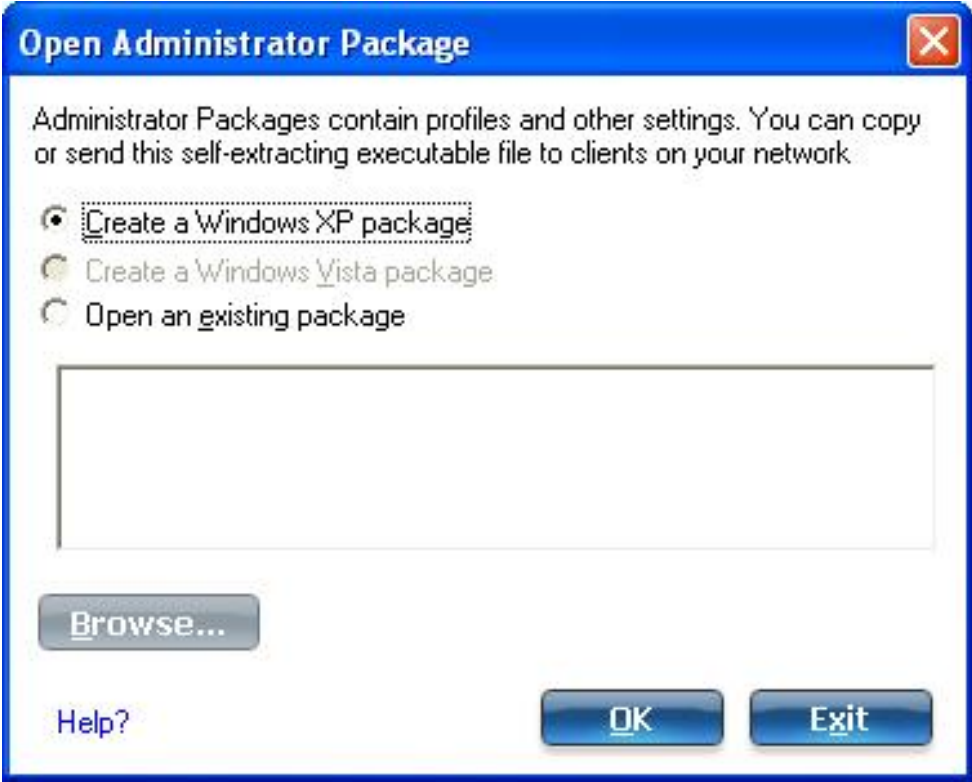 Open Administrator Package
Administrator Packages contain profiles and other settings. You can copy
or send this self-extracting executable file to clients on your network
Create a Windows XP package
Create a Windows Vista package
Open an existing package
Browse...
Help?
OK
Exit